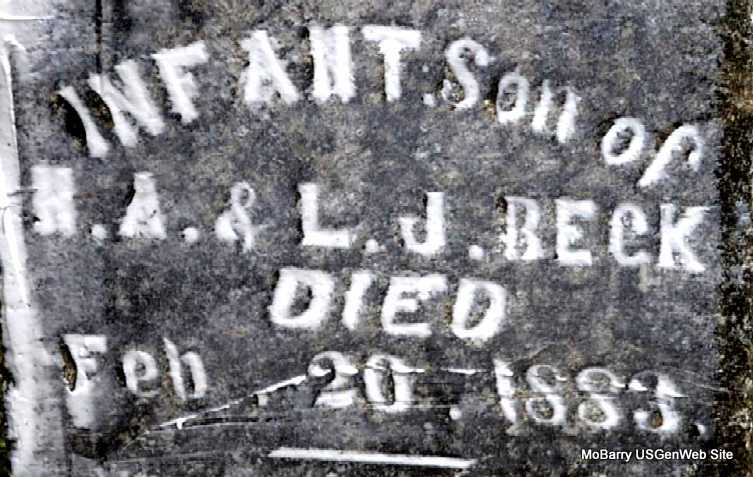 INFANT. Son of
H. A. & L. J. BECK
DIED
Feb. 20. 1883.
MoBarry USGenWeb Site